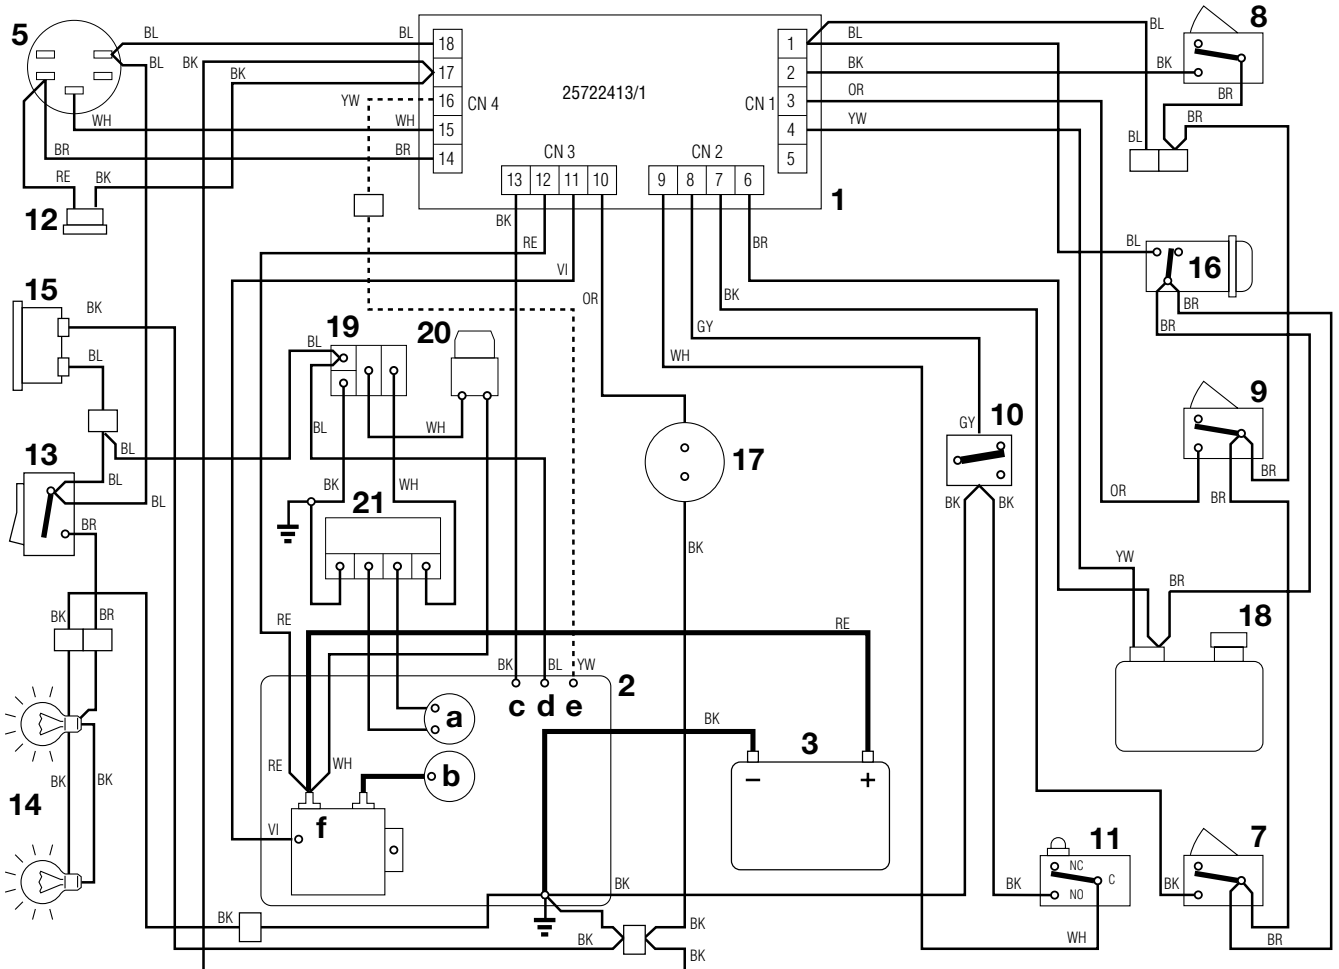 5
BL
BL
BK
BK
BL
18
17
16
15
14
CN 4
YW
WH
WH
BR
BR
RE
BK
12
25722413/1
CN 3
13
12
11
10
CN 2
9
8
7
6
1
2
3
4
5
CN 1
1
BL
BL
BK
BK
OR
YW
8
BR
BL
BR
BK
RE
VI
OR
BR
BK
GY
WH
BL
16
BR
BR
15
BK
BL
19
20
BL
BL
WH
BL
13
BL
BL
BR
BK
WH
21
17
BK
10
GY
BK
BK
9
BR
BR
OR
YW
BR
18
BK
BR
RE
RE
BK
BL
YW
2
c
d
e
a
b
f
RE
WH
VI
BK
3
–
+
14
BK
BK
11
NC
NO
C
BK
WH
7
BK
BR
BK
BK
BK
BK
BK